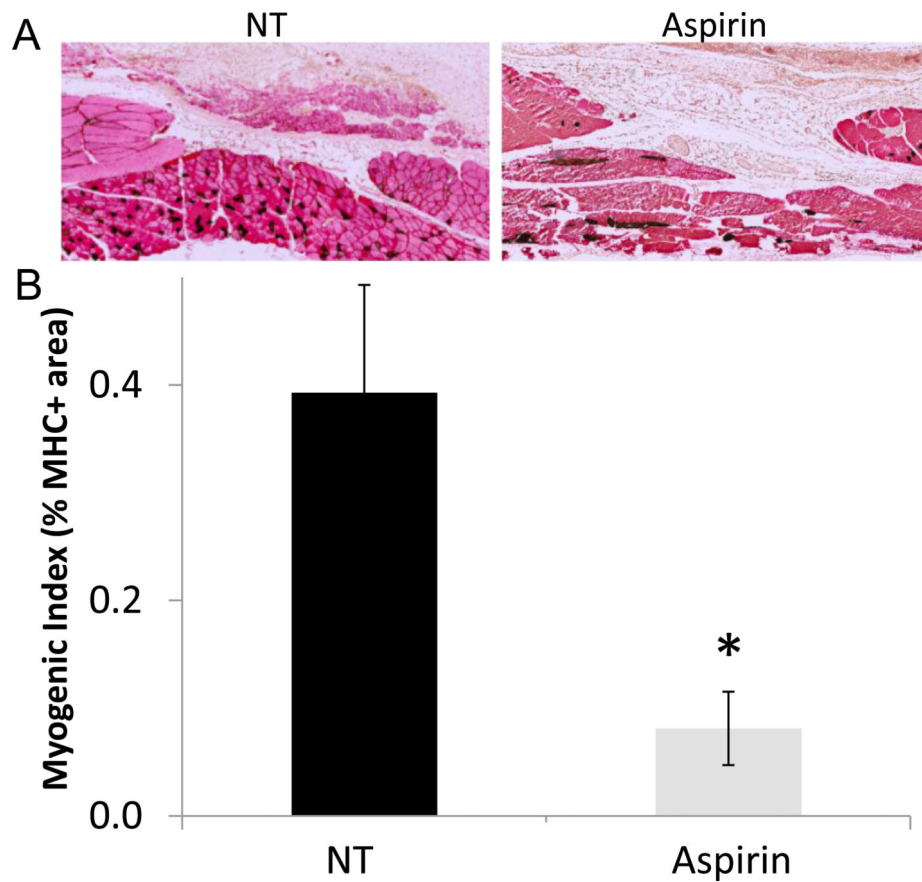 A
NT
Aspirin
B
Myogenic Index (% MHC+ area)
0.4
0.2
0.0
*
NT
Aspirin